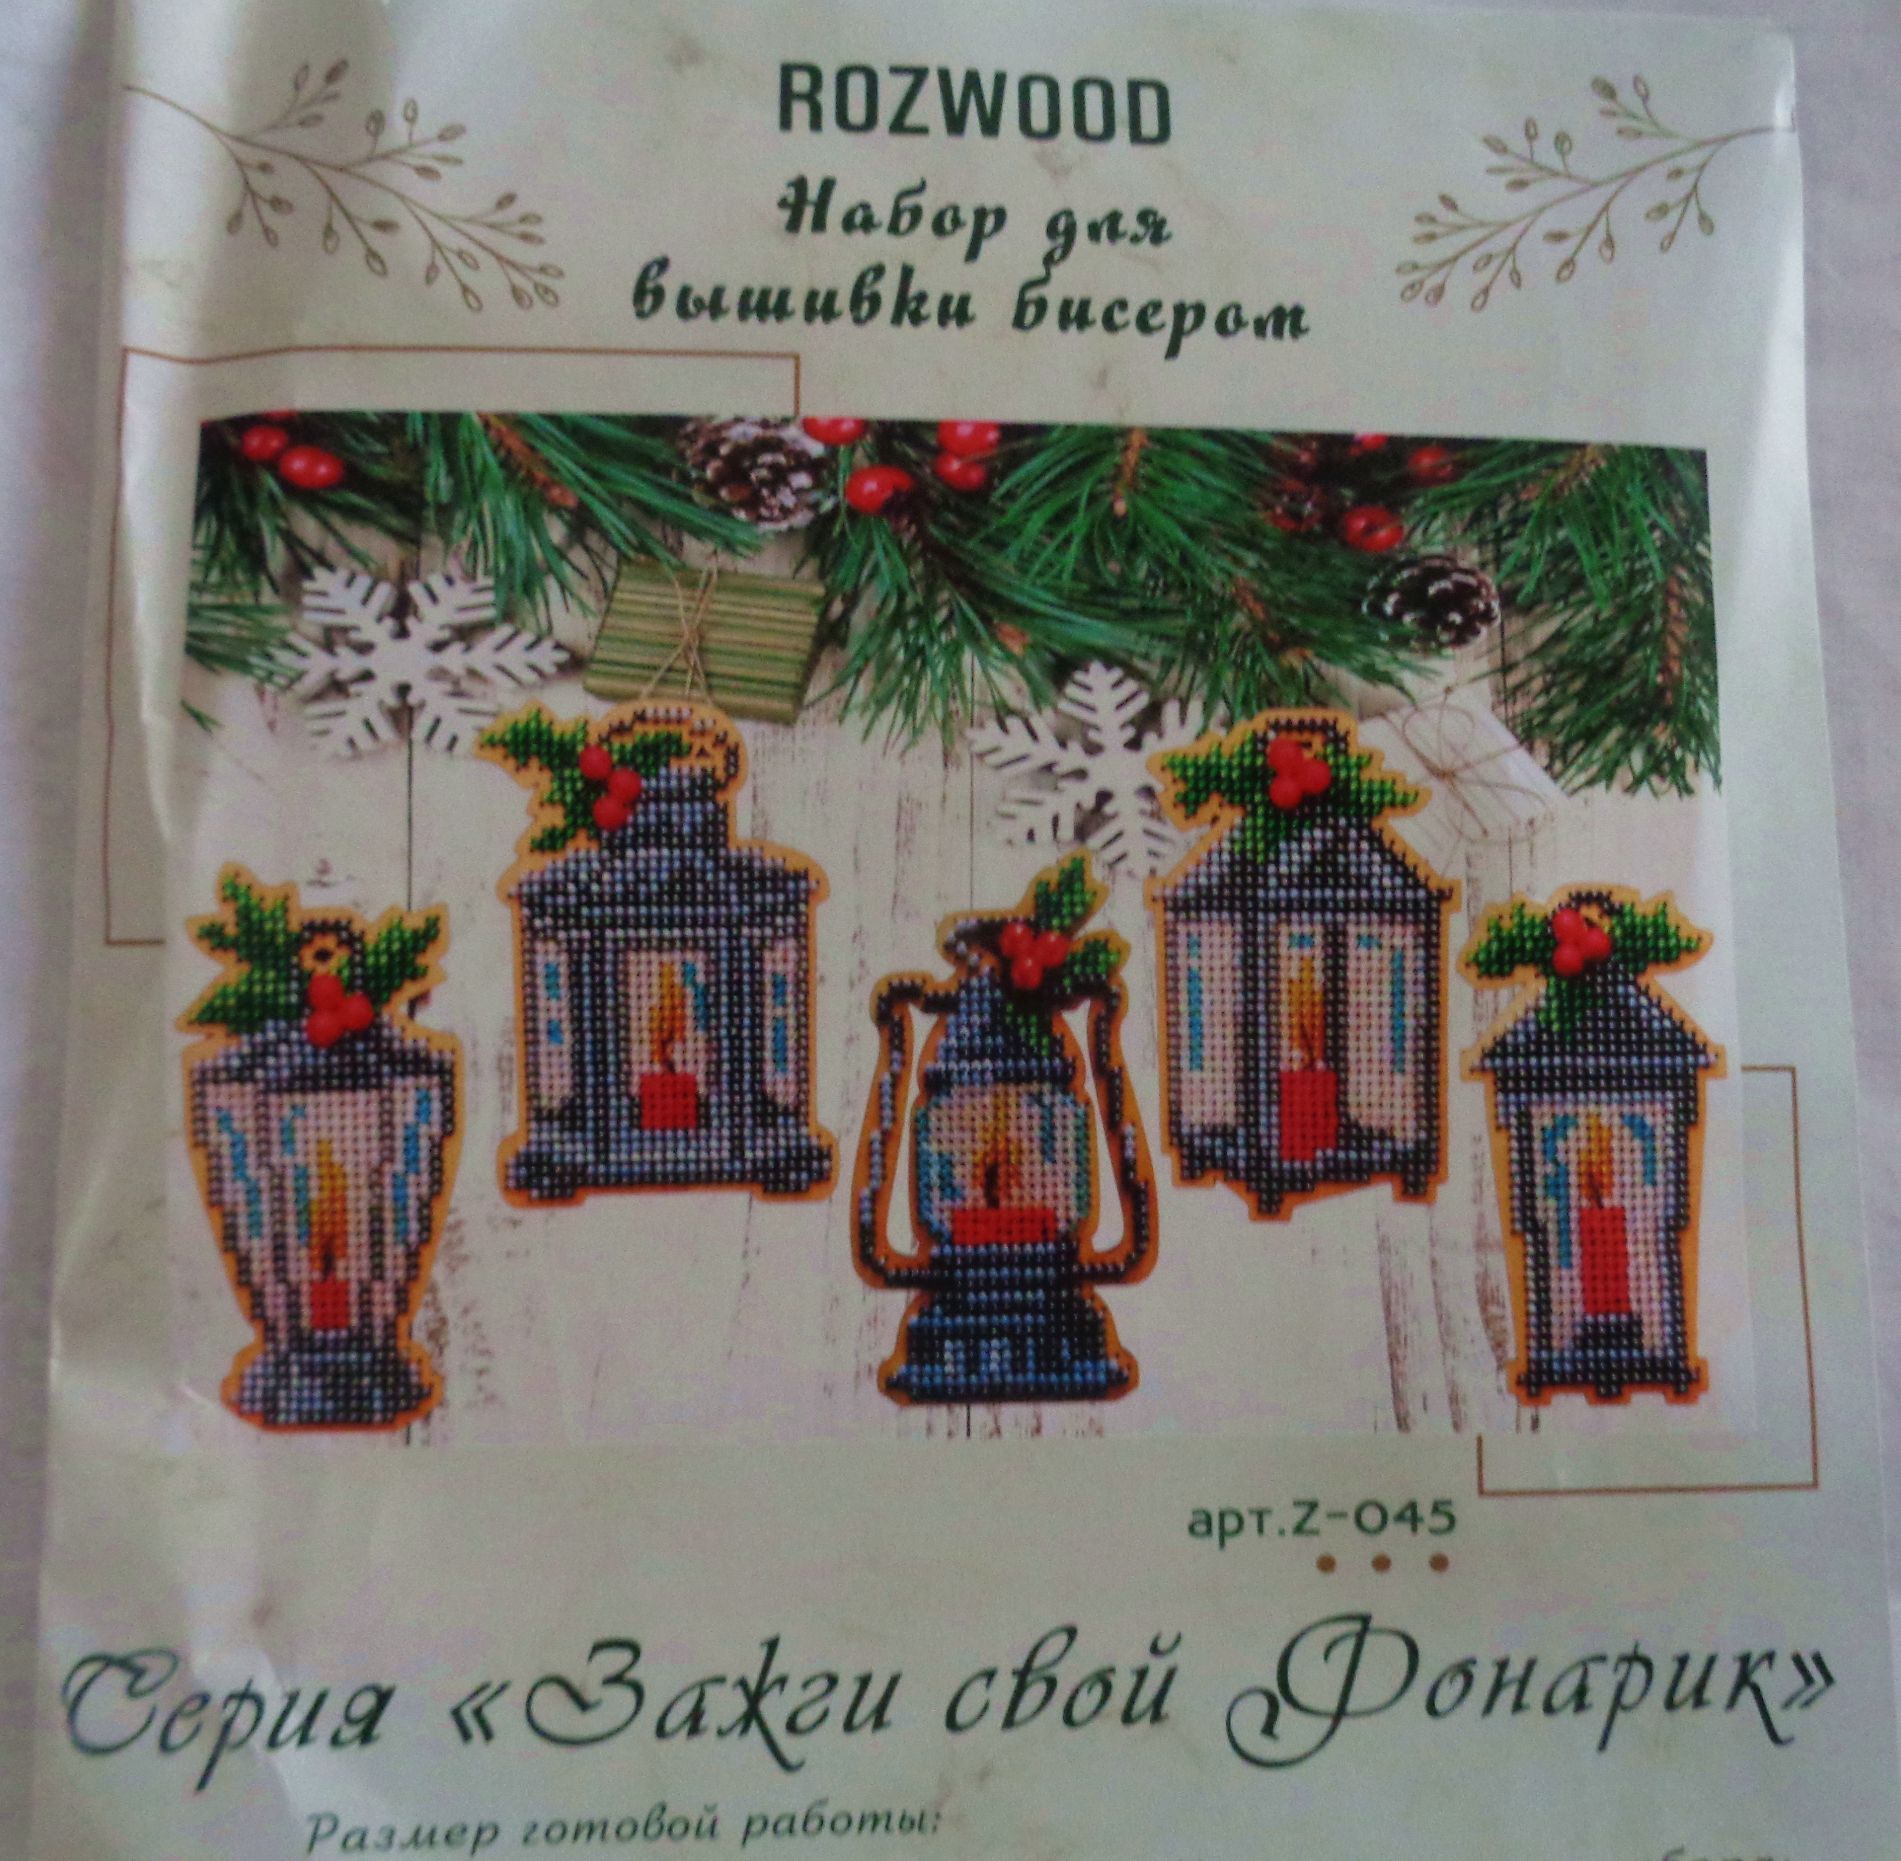 ROZWOOD
Набор для
вышивки бисером
арт.Z-045
Серия «Зажги свой Фонарик»
Размер готовой работы: